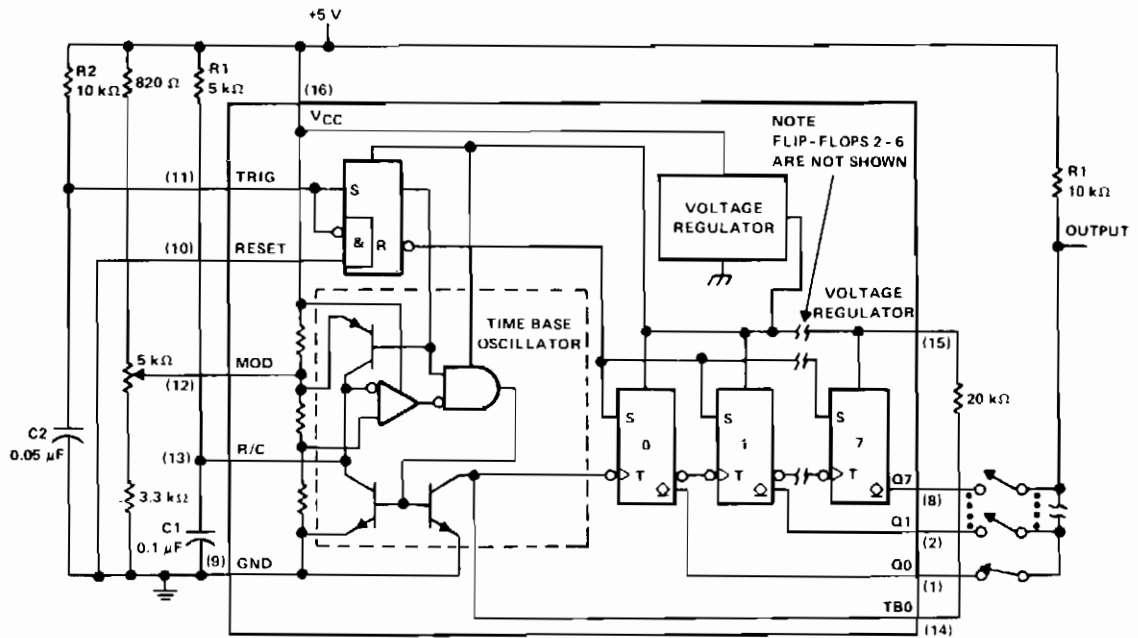 +5 V
R2
10 kΩ
820 Ω
R1
5 kΩ
(16)
VCC
NOTE
FLIP-FLOPS 2 - 6
ARE NOT SHOWN
R1
10 kΩ
(11)
TRIG
S
&
R
VOLTAGE
REGULATOR
OUTPUT
(10)
RESET
TIME BASE
OSCILLATOR
VOLTAGE
REGULATOR
(15)
5 kΩ
MOD
(12)
20 kΩ
S
0
T
S
1
T
S
7
T
C2
0.05 µF
R/C
(13)
3.3 kΩ
C1
0.1 µF
(9)
GND
Q7
(8)
Q1
(2)
Q0
(1)
TB0
(14)